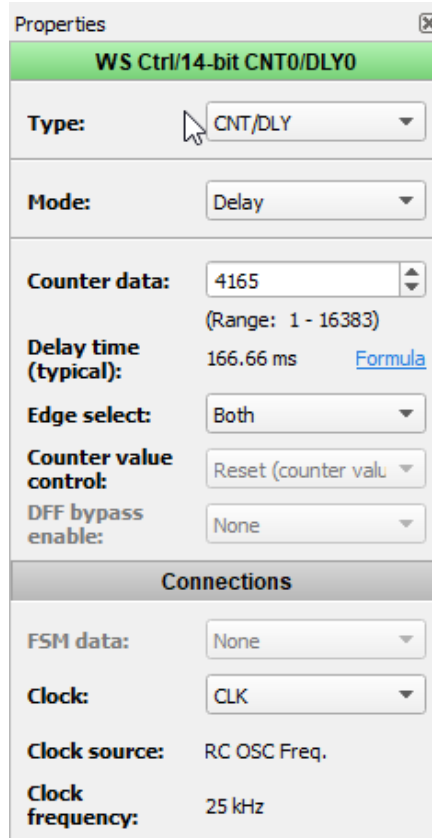 Properties
WS Ctrl/14-bit CNT0/DLY0
Type: CNT/DLY
Mode: Delay
Counter data: 4165
(Range: 1 - 16383)
Delay time
(typical): 166.66 ms Formula
Edge select: Both
Counter value
control: Reset (counter valu
DFF bypass
enable: None
Connections
FSM data: None
Clock: CLK
Clock source: RC OSC Freq.
Clock
frequency: 25 kHz